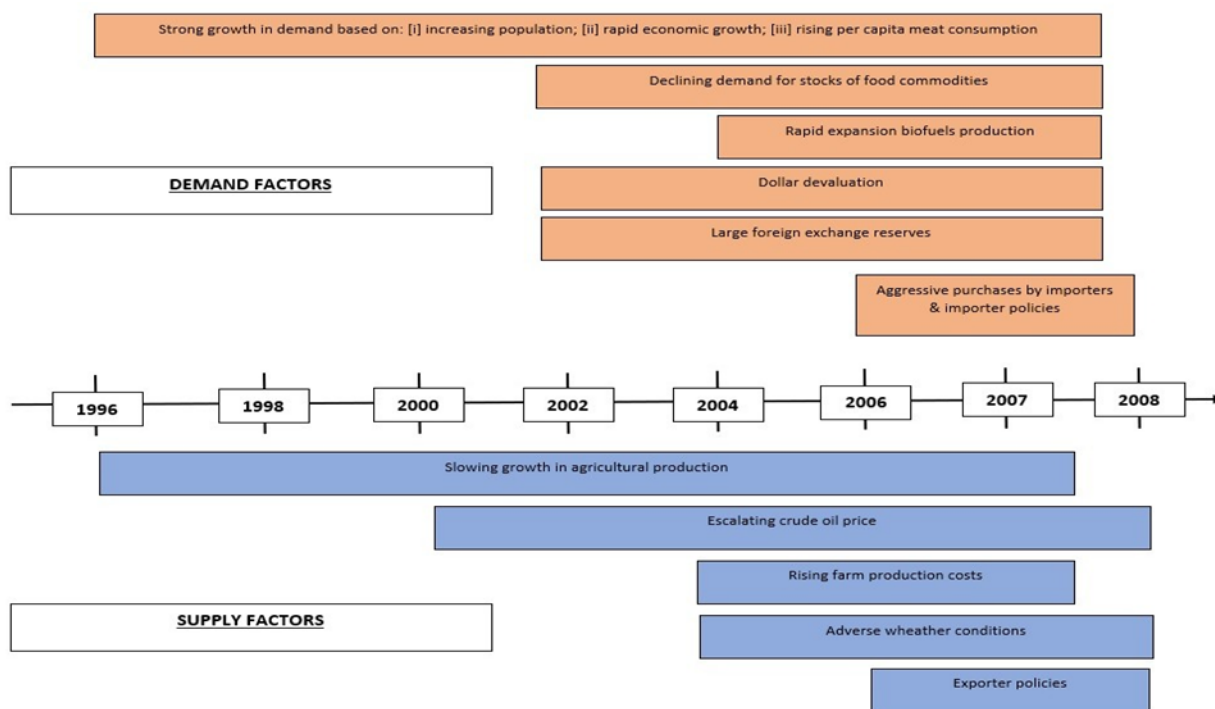 Strong growth in demand based on: [i] increasing population; [ii] rapid economic growth; [iii] rising per capita meat consumption
Declining demand for stocks of food commodities
Rapid expansion biofuels production
DEMAND FACTORS
Dollar devaluation
Large foreign exchange reserves
Aggressive purchases by importers
& importer policies
1996
1998
2000
2002
2004
2006
2007
2008
Slowing growth in agricultural production
Escalating crude oil price
Rising farm production costs
SUPPLY FACTORS
Adverse wheather conditions
Exporter policies